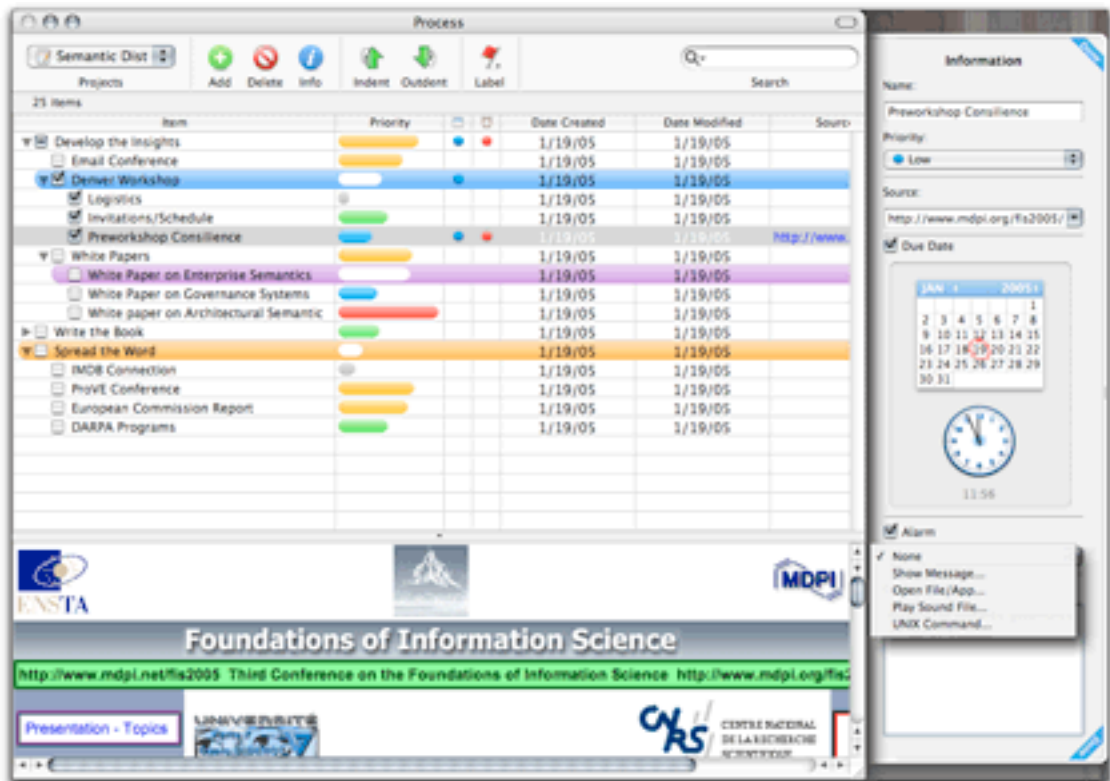 Process
Semantic Dist
Projects
Add Delete Info Indent Outdent Label
Search
25 items
Item Priority Date Created Date Modified Sourc
Develop the Insights 1/19/05 1/19/05
Email Conference 1/19/05 1/19/05
Denver Workshop 1/19/05 1/19/05
Logistics 1/19/05 1/19/05
Invitations/Schedule 1/19/05 1/19/05
Preworkshop Consilience 1/19/05 1/19/05 http://www.
White Papers 1/19/05 1/19/05
White Paper on Enterprise Semantics 1/19/05 1/19/05
White Paper on Governance Systems 1/19/05 1/19/05
White paper on Architectural Semantic 1/19/05 1/19/05
Write the Book 1/19/05 1/19/05
Spread the Word 1/19/05 1/19/05
IMDB Connection 1/19/05 1/19/05
ProVE Conference 1/19/05 1/19/05
European Commission Report 1/19/05 1/19/05
DARPA Programs 1/19/05 1/19/05
ENSTA
MDPI
Foundations of Information Science
http://www.mdpi.net/fis2005 Third Conference on the Foundations of Information Science http://www.mdpi.org/fis2
Presentation - Topics
UNIVERSITÉ
CNRS
CENTRE NATIONAL
DE LA RECHERCHE
SCIENTIFIQUE
Information
Name:
Preworkshop Consilience
Priority:
Low
Source:
http://www.mdpi.org/fis2005/
Due Date
JAN 2005
1
2 3 4 5 6 7 8
9 10 11 12 13 14 15
16 17 18 19 20 21 22
23 24 25 26 27 28 29
30 31
11:56
Alarm
✓ None
Show Message...
Open File/App...
Play Sound File...
UNIX Command...